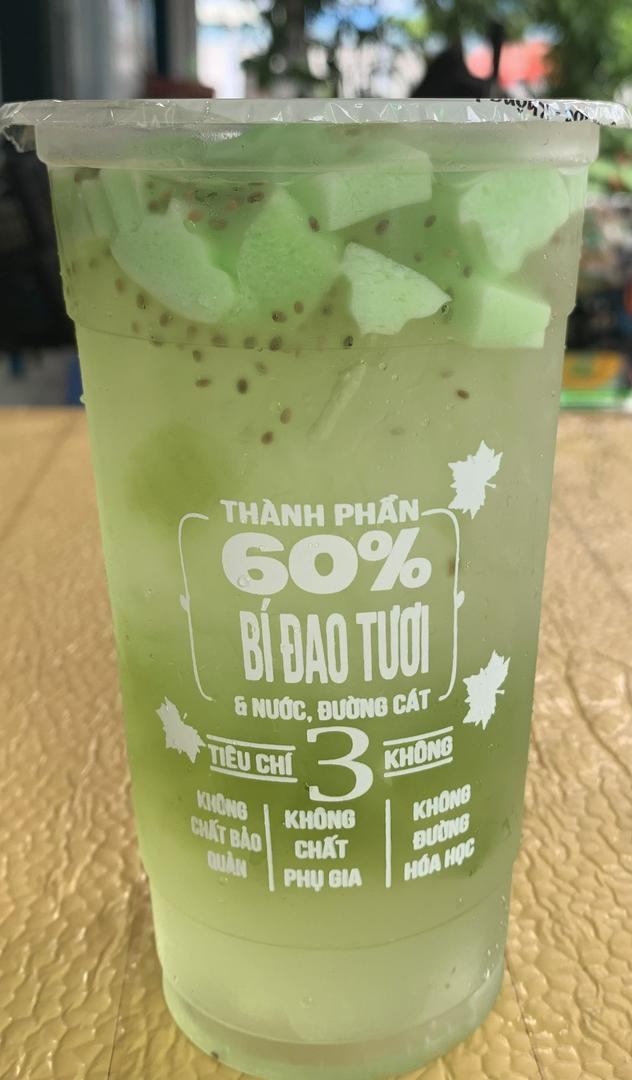 THÀNH PHẦN
60%
BÍ ĐAO TƯƠI
& NƯỚC, ĐƯỜNG CÁT
TIÊU CHÍ 3 KHÔNG
KHÔNG
CHẤT BẢO
QUẢN
KHÔNG
CHẤT
PHỤ GIA
KHÔNG
ĐƯỜNG
HÓA HỌC